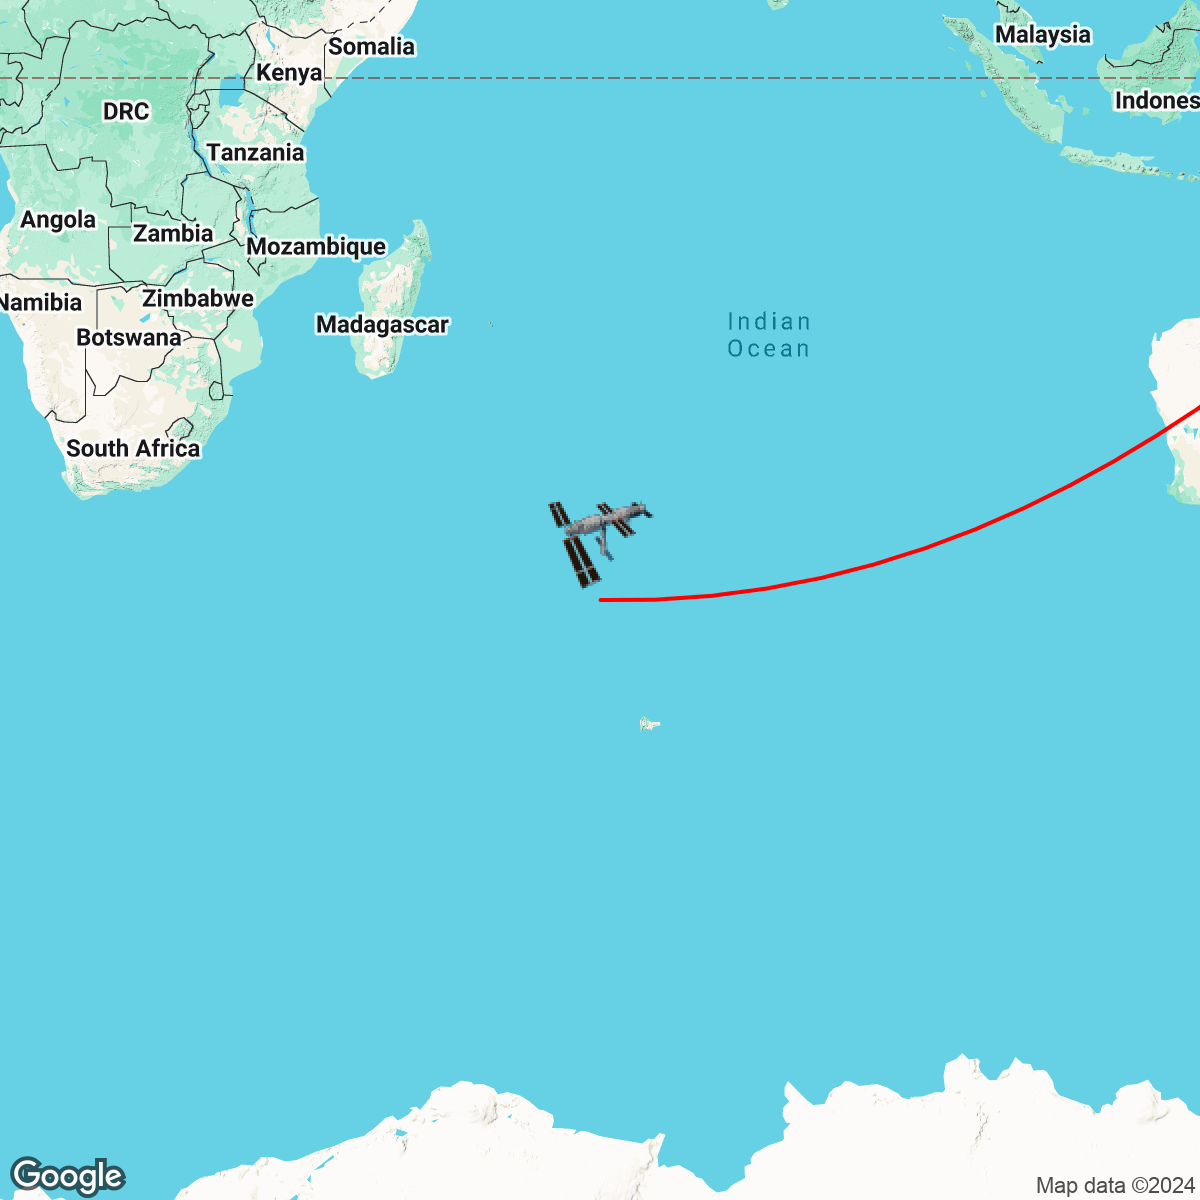 Somalia
Malaysia
Kenya
Indones
DRC
Tanzania
Angola
Zambia
Mozambique
Namibia
Zimbabwe
Madagascar
Botswana
Indian
Ocean
South Africa
Google
Map data ©2024